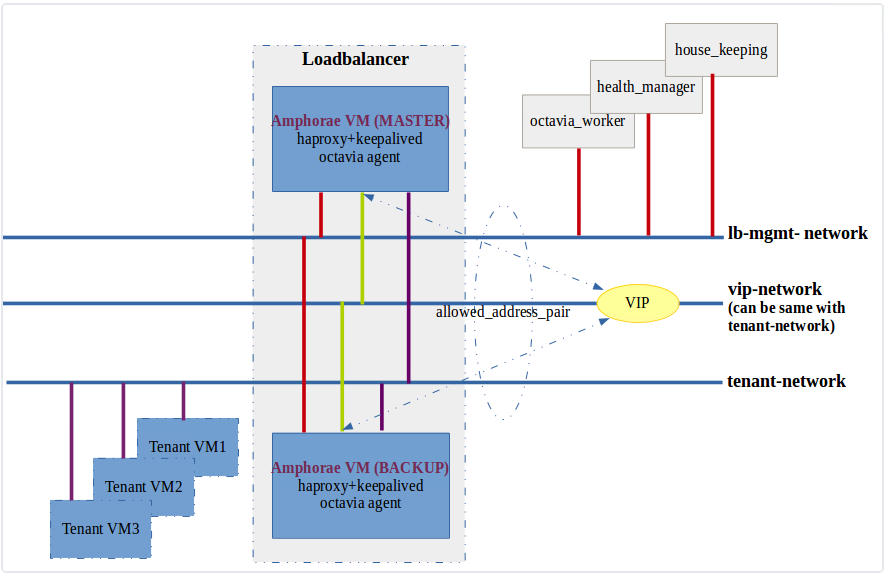 Loadbalancer
Amphorae VM (MASTER)
haproxy+keepalived
octavia agent
house_keeping
health_manager
octavia_worker
lb-mgmt- network
vip-network
(can be same with
tenant-network)
VIP
allowed_address_pair
tenant-network
Tenant VM1
Tenant VM2
Tenant VM3
Amphorae VM (BACKUP)
haproxy+keepalived
octavia agent